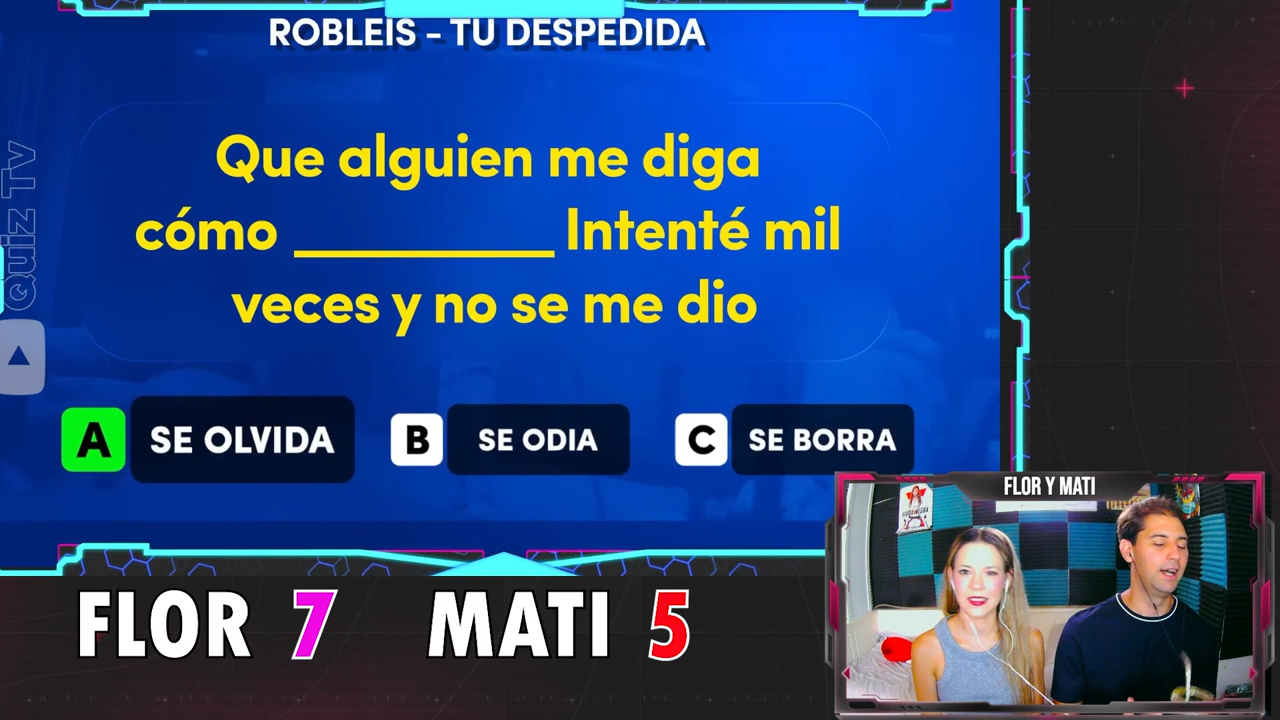 ROBLEIS - TU DESPEDIDA
Que alguien me diga
cómo __________ Intenté mil
veces y no se me dio
Quiz Tv
A SE OLVIDA
B SE ODIA
C SE BORRA
FLOR Y MATI
FLOR 7 MATI 5